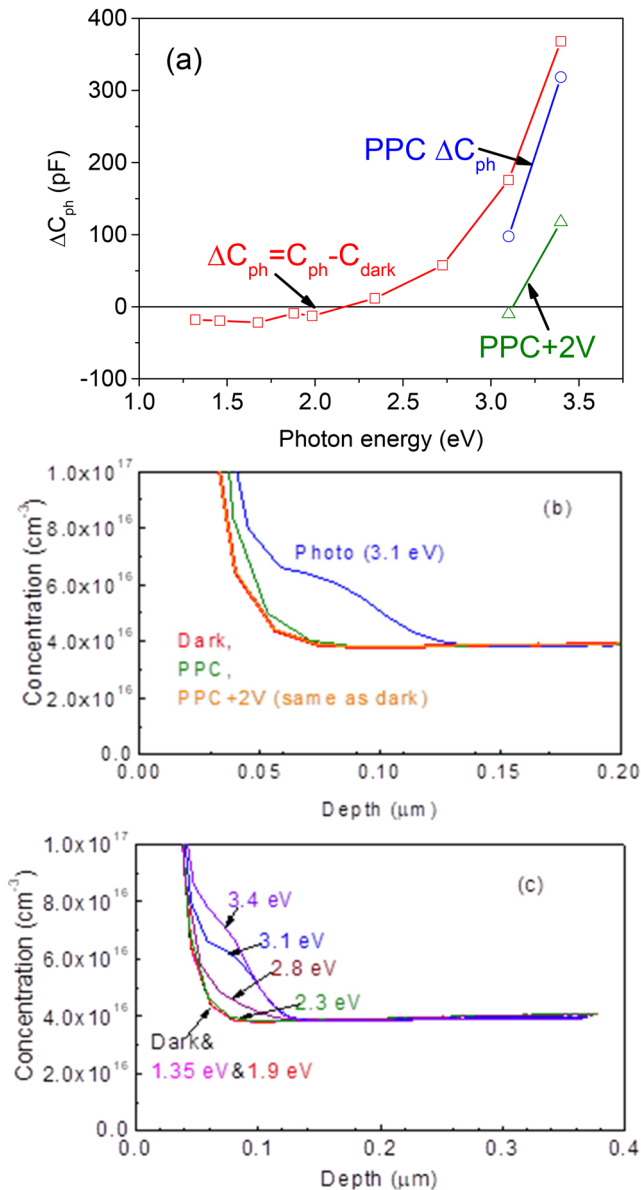 (a)
400
300
200
100
0
-100
ΔC_ph (pF)
PPC ΔC_ph
ΔC_ph=C_ph-C_dark
PPC+2V
1.0 1.5 2.0 2.5 3.0 3.5
Photon energy (eV)
1.0x10^17
8.0x10^16
6.0x10^16
4.0x10^16
2.0x10^16
0.0
Concentration (cm^-3)
(b)
Photo (3.1 eV)
Dark,
PPC,
PPC+2V (same as dark)
0.00 0.05 0.10 0.15 0.20
Depth (μm)
1.0x10^17
8.0x10^16
6.0x10^16
4.0x10^16
2.0x10^16
0.0
Concentration (cm^-3)
(c)
3.4 eV
3.1 eV
2.8 eV
2.3 eV
Dark&
1.35 eV&1.9 eV
0.0 0.1 0.2 0.3 0.4
Depth (μm)